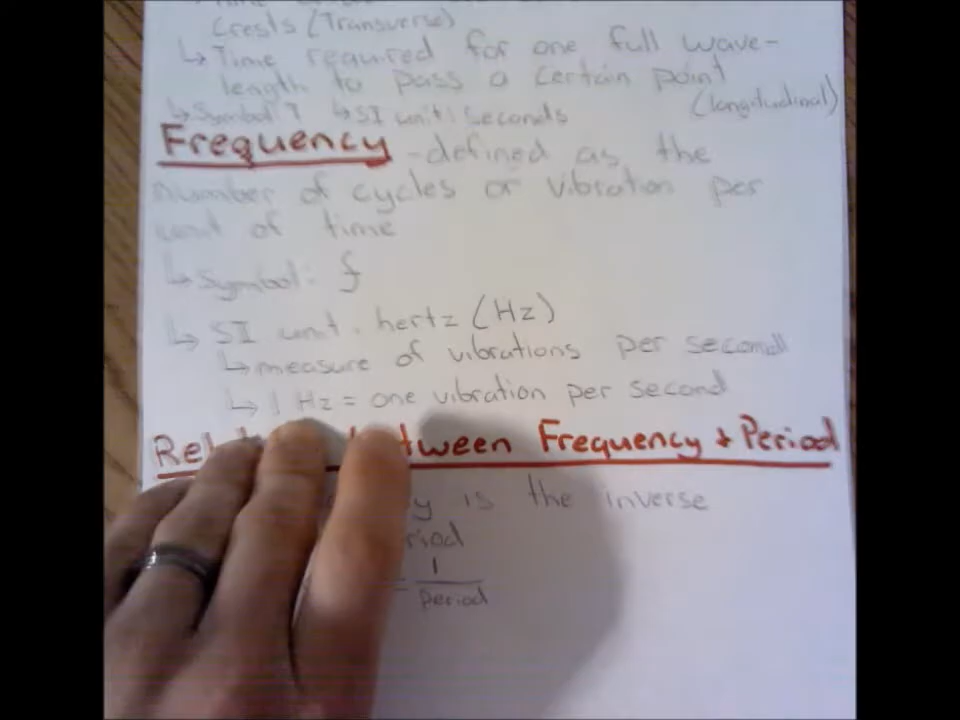 Crests (Transverse)
↳ Time required for one full wave-
length to pass a certain point
(longitudinal)
↳ Symbol: T ↳ SI unit: seconds
Frequency - defined as the
number of cycles or vibration per
unit of time
↳ Symbol: f
↳ SI unit: hertz (Hz)
↳ measure of vibrations per second
↳ 1 Hz = one vibration per second
Rel tween Frequency + Period
y is the inverse
riod
= 1
period